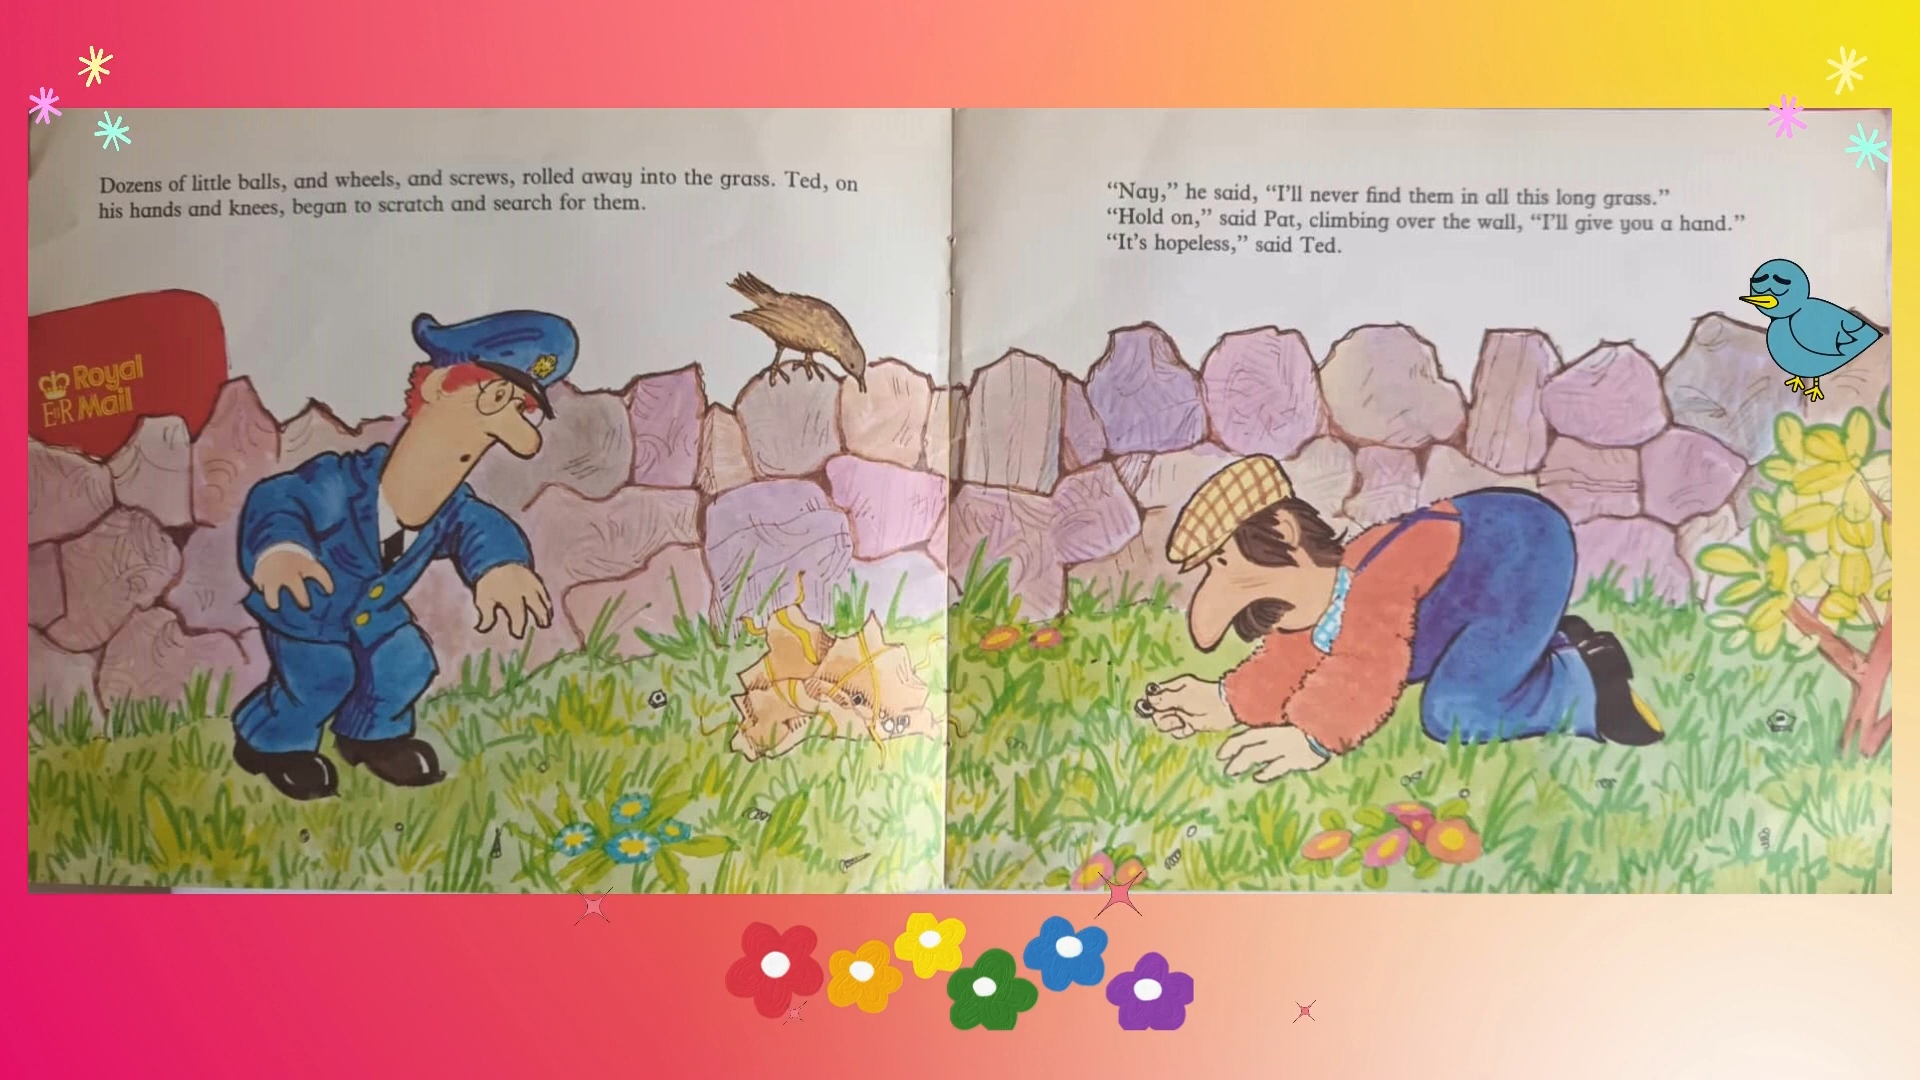 Dozens of little balls, and wheels, and screws, rolled away into the grass. Ted, on
his hands and knees, began to scratch and search for them.
Royal
E R Mail
“Nay,” he said, “I’ll never find them in all this long grass.”
“Hold on,” said Pat, climbing over the wall, “I’ll give you a hand.”
“It’s hopeless,” said Ted.